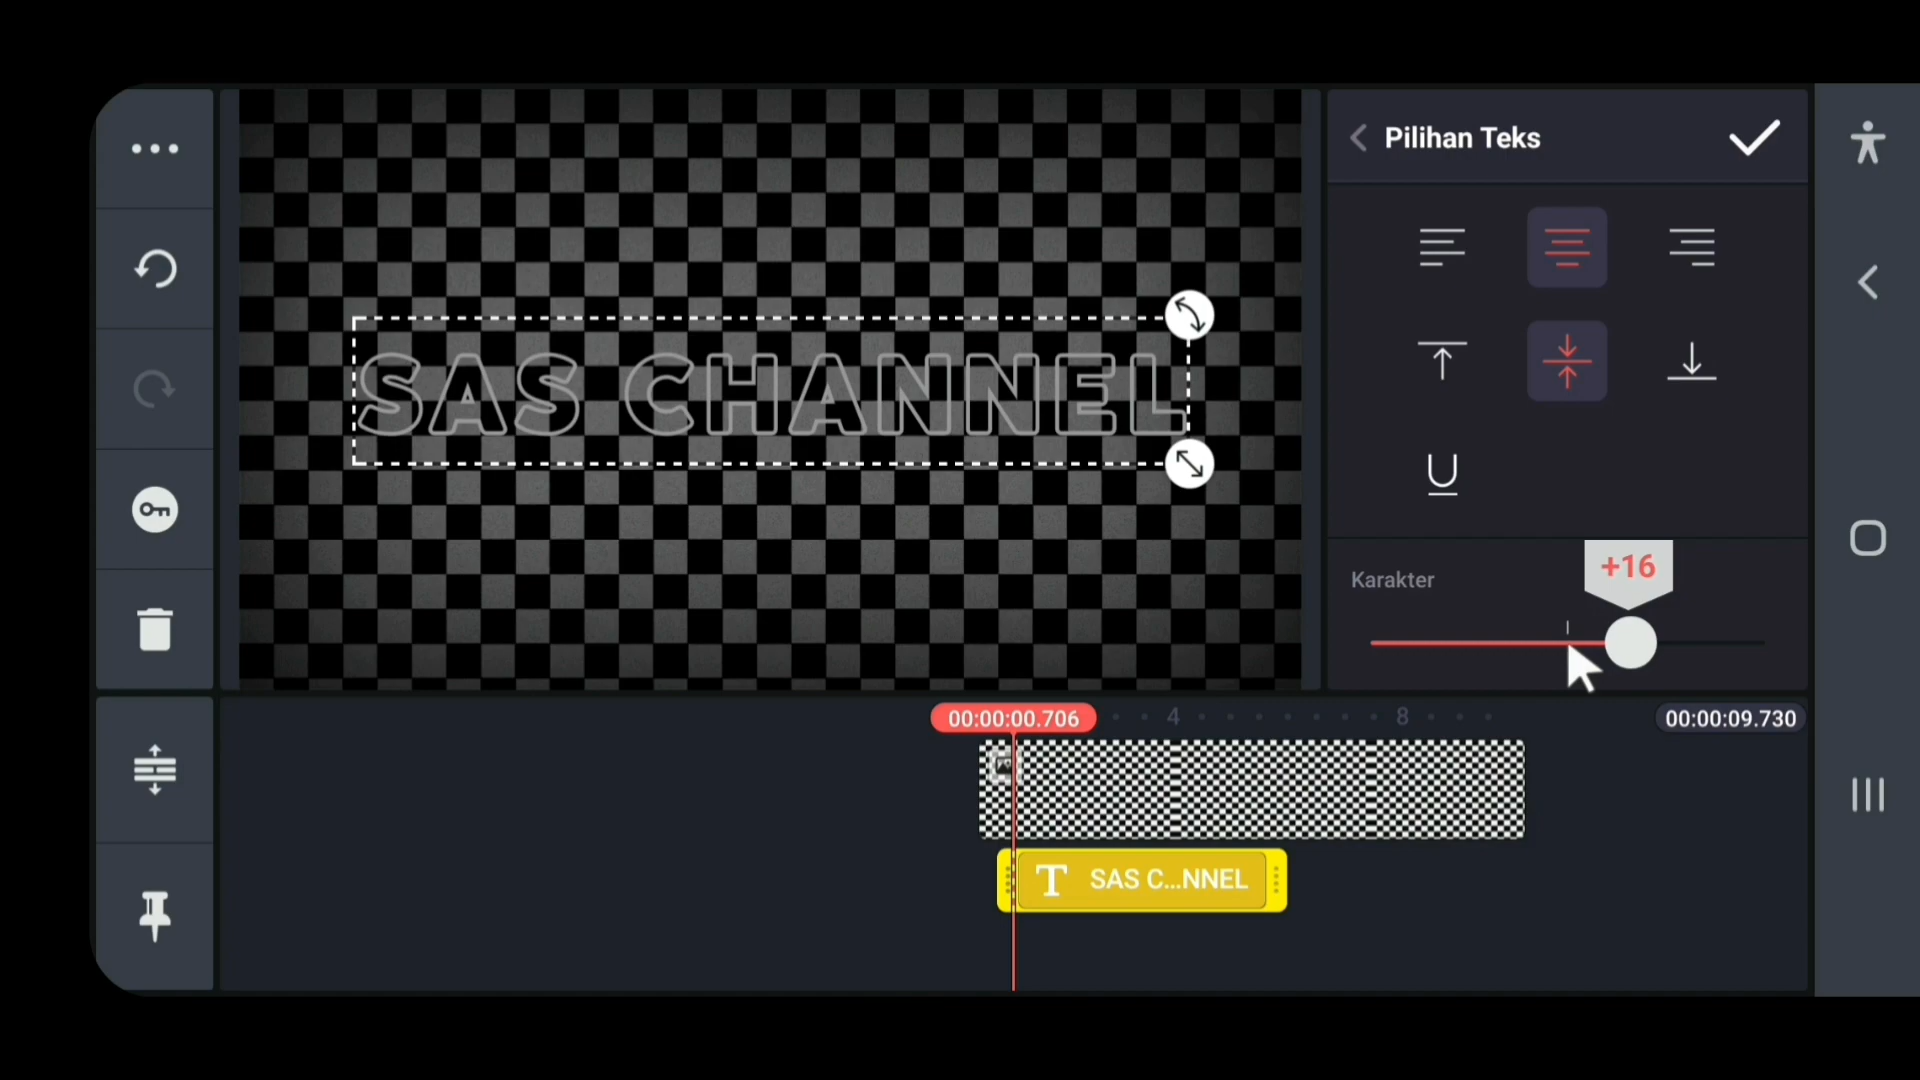 Pilihan Teks
SAS CHANNEL
+16
Karakter
00:00:00.706
4
8
00:00:09.730
T SAS C...NNEL